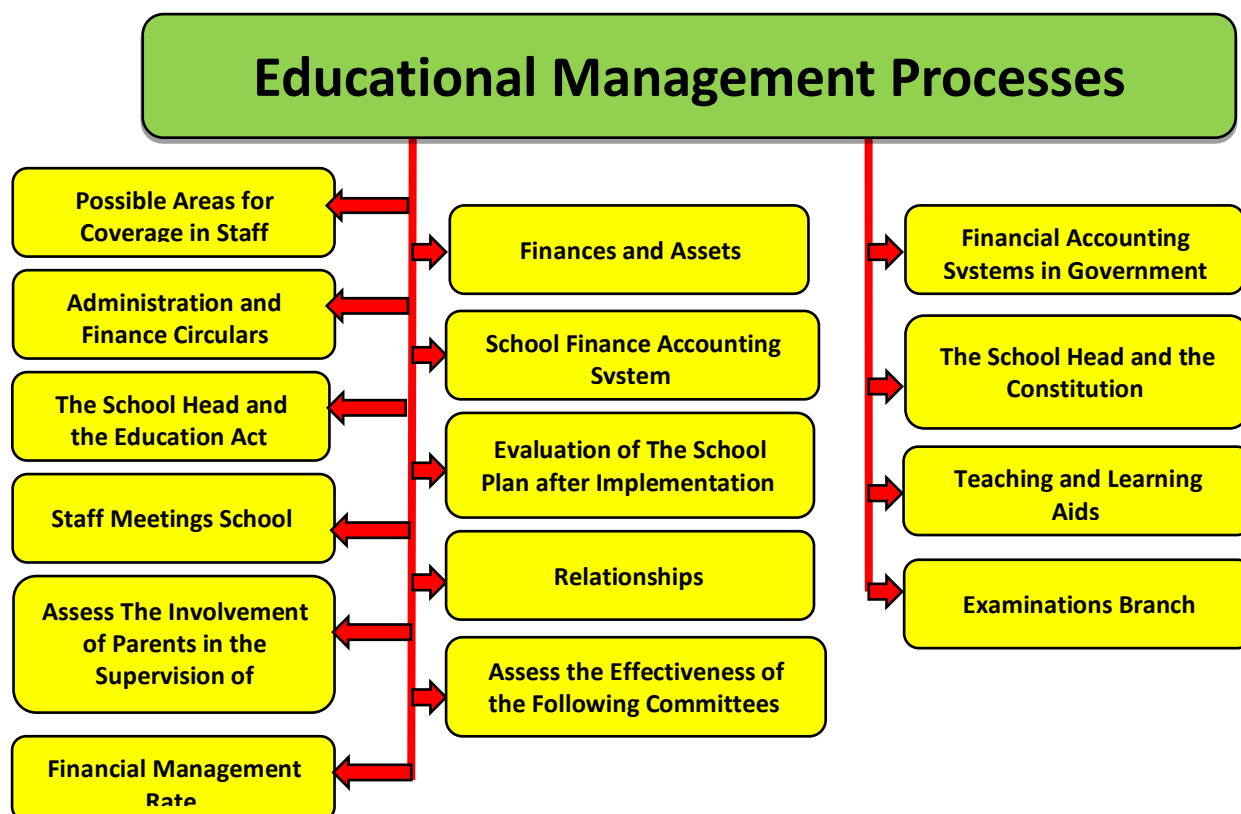 Educational Management Processes
Possible Areas for
Coverage in Staff
Administration and
Finance Circulars
The School Head and
the Education Act
Staff Meetings School
Assess The Involvement
of Parents in the
Supervision of
Financial Management
Rate
Finances and Assets
School Finance Accounting
System
Evaluation of The School
Plan after Implementation
Relationships
Assess the Effectiveness of
the Following Committees
Financial Accounting
Systems in Government
The School Head and the
Constitution
Teaching and Learning
Aids
Examinations Branch